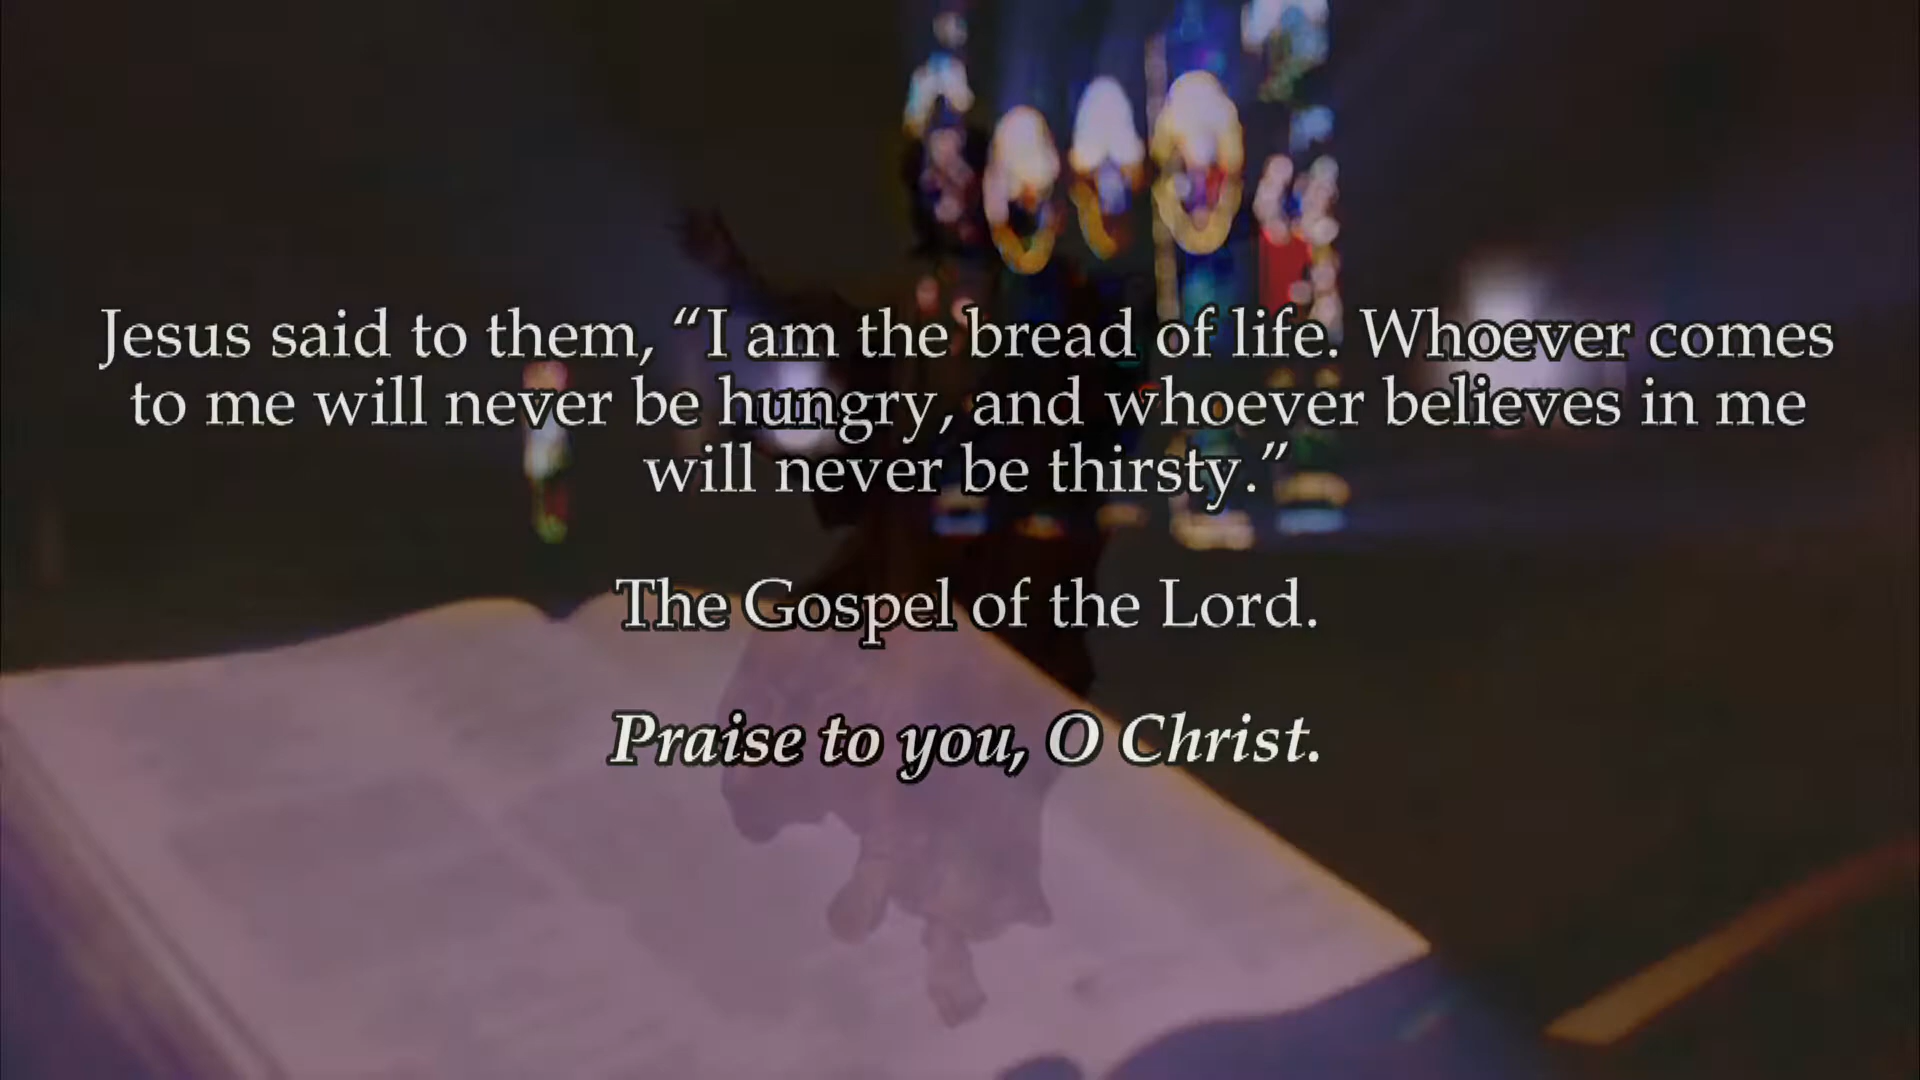 Jesus said to them, “I am the bread of life. Whoever comes
to me will never be hungry, and whoever believes in me
will never be thirsty.”
The Gospel of the Lord.
Praise to you, O Christ.